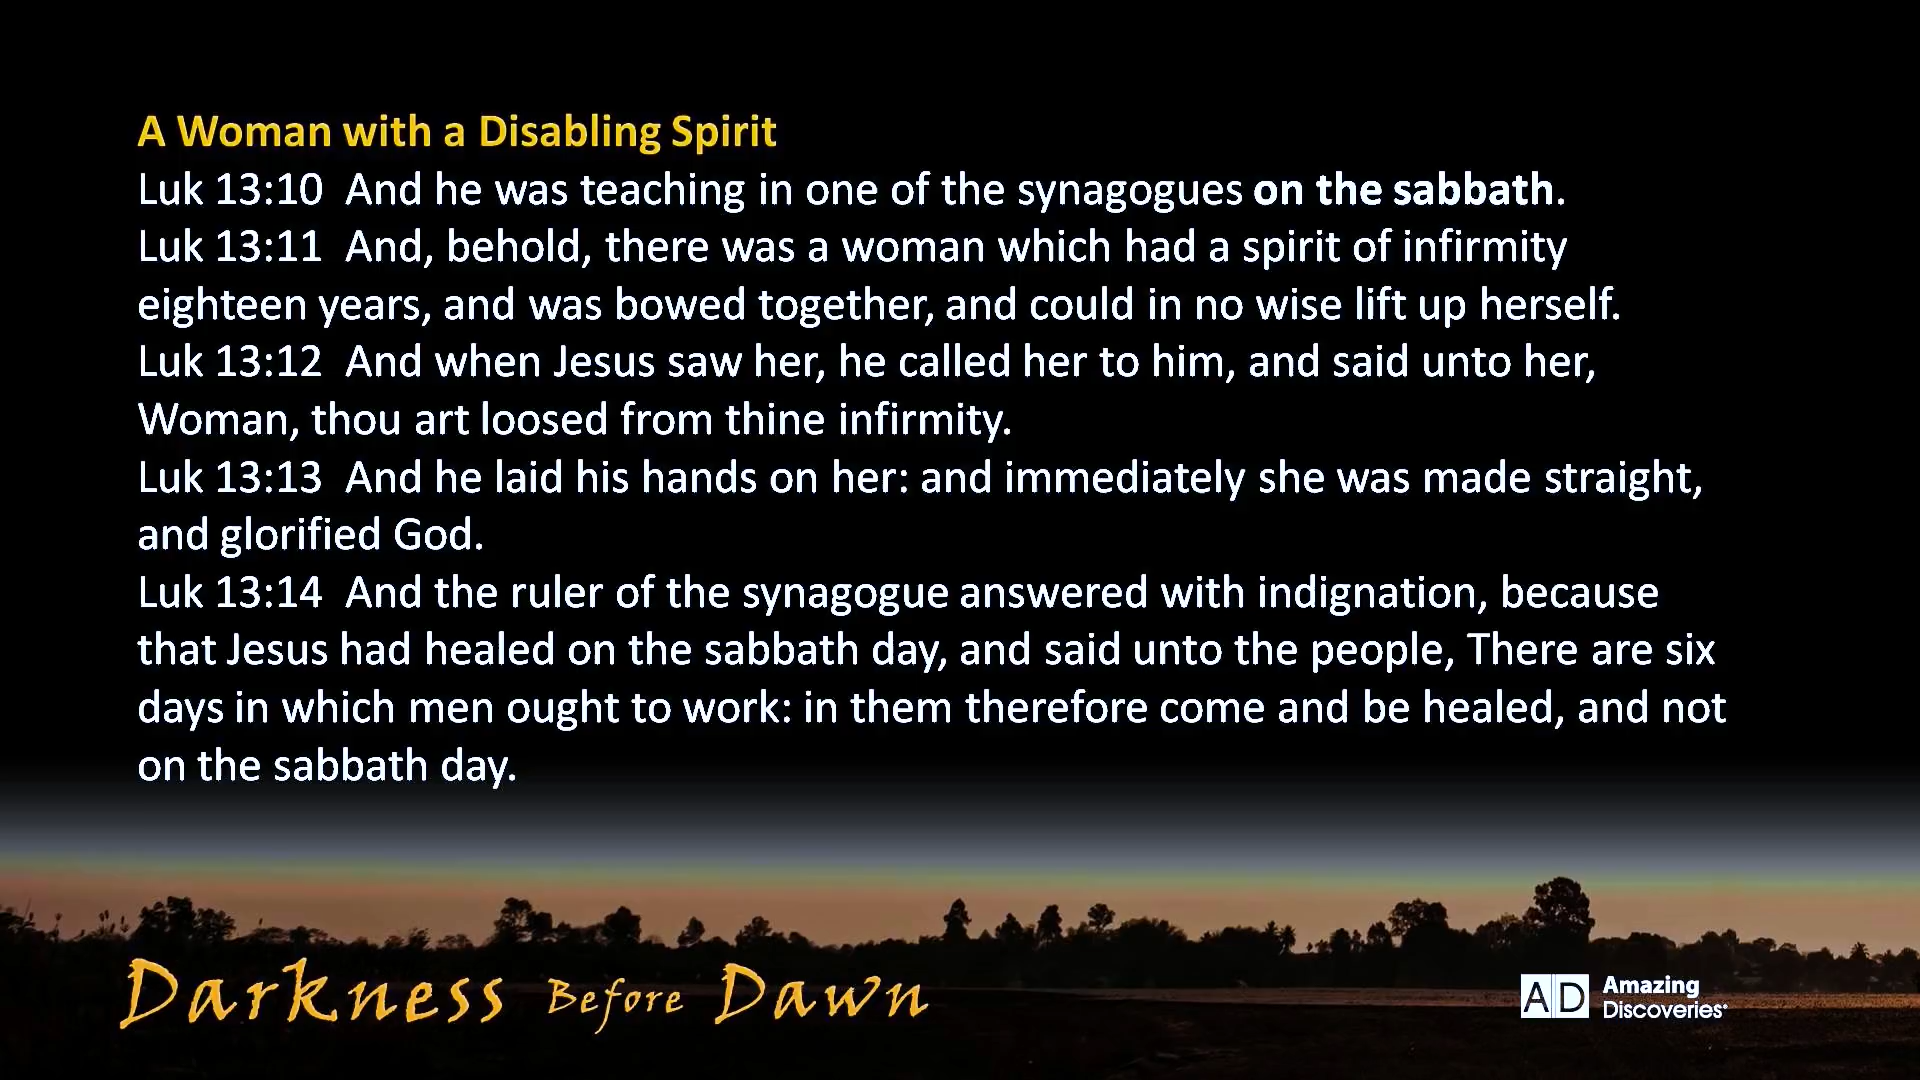 A Woman with a Disabling Spirit
Luk 13:10  And he was teaching in one of the synagogues on the sabbath.
Luk 13:11  And, behold, there was a woman which had a spirit of infirmity
eighteen years, and was bowed together, and could in no wise lift up herself.
Luk 13:12  And when Jesus saw her, he called her to him, and said unto her,
Woman, thou art loosed from thine infirmity.
Luk 13:13  And he laid his hands on her: and immediately she was made straight,
and glorified God.
Luk 13:14  And the ruler of the synagogue answered with indignation, because
that Jesus had healed on the sabbath day, and said unto the people, There are six
days in which men ought to work: in them therefore come and be healed, and not
on the sabbath day.
Darkness Before Dawn
AD Amazing
Discoveries